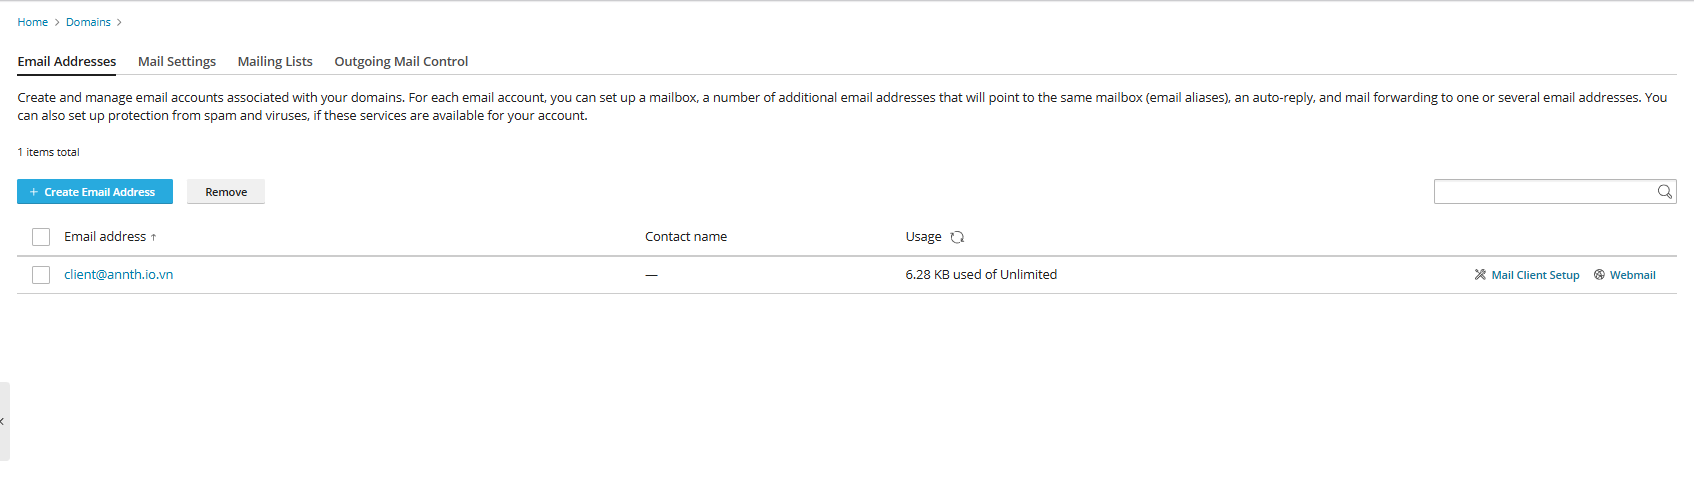 Home > Domains >
Email Addresses Mail Settings Mailing Lists Outgoing Mail Control
Create and manage email accounts associated with your domains. For each email account, you can set up a mailbox, a number of additional email addresses that will point to the same mailbox (email aliases), an auto-reply, and mail forwarding to one or several email addresses. You
can also set up protection from spam and viruses, if these services are available for your account.
1 items total
+ Create Email Address Remove
Email address ↑ Contact name Usage
client@annth.io.vn — 6.28 KB used of Unlimited Mail Client Setup Webmail